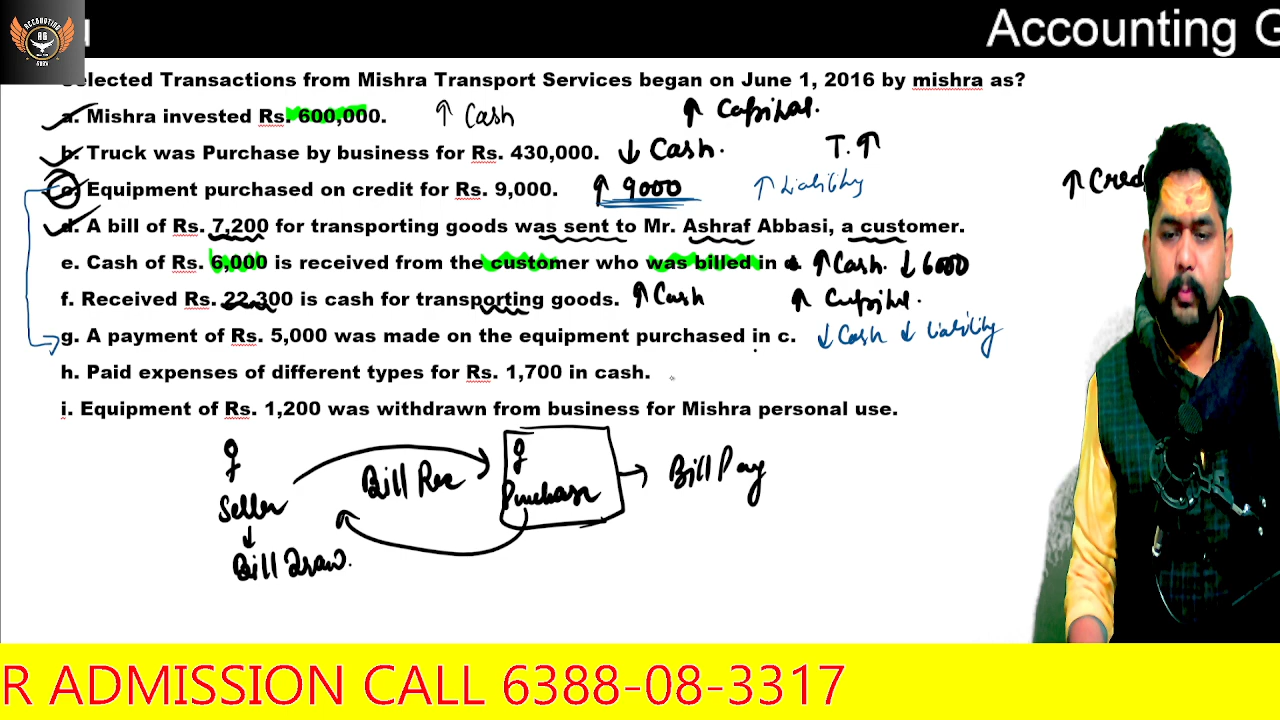 Accounting G
ACCOUNTING
AG
GURU
elected Transactions from Mishra Transport Services began on June 1, 2016 by mishra as?
a. Mishra invested Rs. 600,000. ↑ Cash ↑ Capital.
b. Truck was Purchase by business for Rs. 430,000. ↓ Cash. T. ↑
c. Equipment purchased on credit for Rs. 9,000. ↑ 9000 ↑ Liability ↑ Cred
d. A bill of Rs. 7,200 for transporting goods was sent to Mr. Ashraf Abbasi, a customer.
e. Cash of Rs. 6,000 is received from the customer who was billed in d. ↑ Cash. ↓ 6000
f. Received Rs. 22,300 is cash for transporting goods. ↑ Cash ↑ Capital.
g. A payment of Rs. 5,000 was made on the equipment purchased in c. ↓ Cash ↓ Liability
h. Paid expenses of different types for Rs. 1,700 in cash.
i. Equipment of Rs. 1,200 was withdrawn from business for Mishra personal use.
Seller Bill Rec Purchase Bill Pay
Bill Draw.
R ADMISSION CALL 6388-08-3317